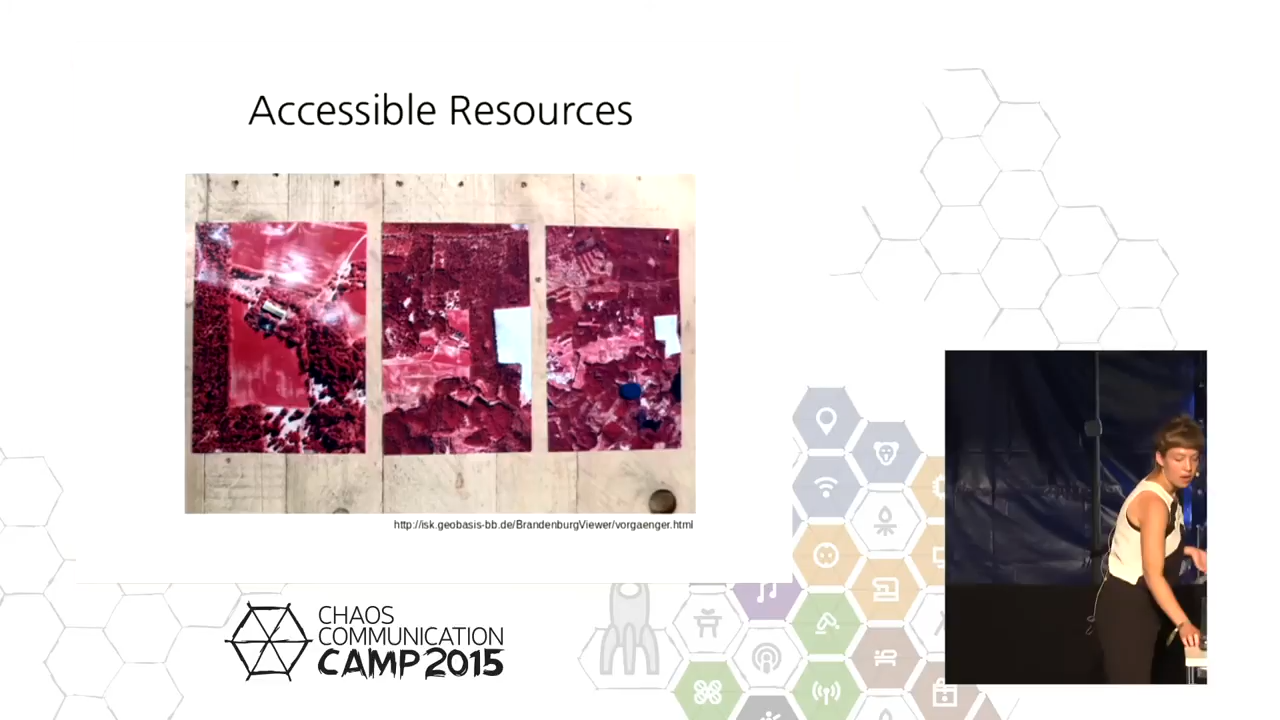 Accessible Resources
http://isk.geobasis-bb.de/BrandenburgViewer/vorgaenger.html
CHAOS
COMMUNICATION
CAMP 2015